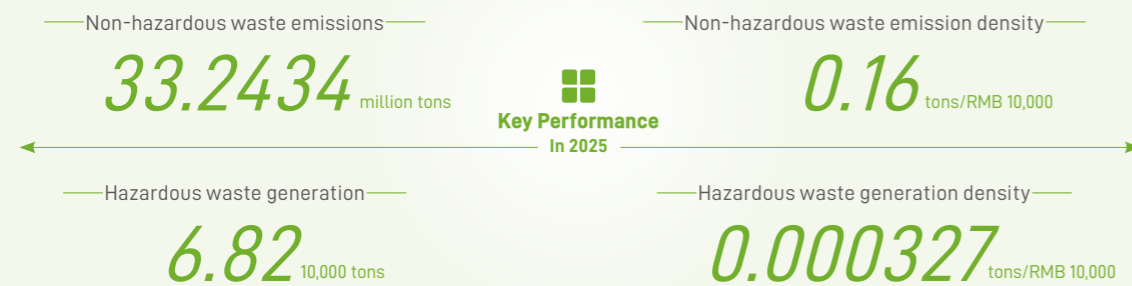 Non-hazardous waste emissions
33.2434 million tons
Non-hazardous waste emission density
0.16 tons/RMB 10,000
Key Performance
In 2025
Hazardous waste generation
6.82 10,000 tons
Hazardous waste generation density
0.000327 tons/RMB 10,000